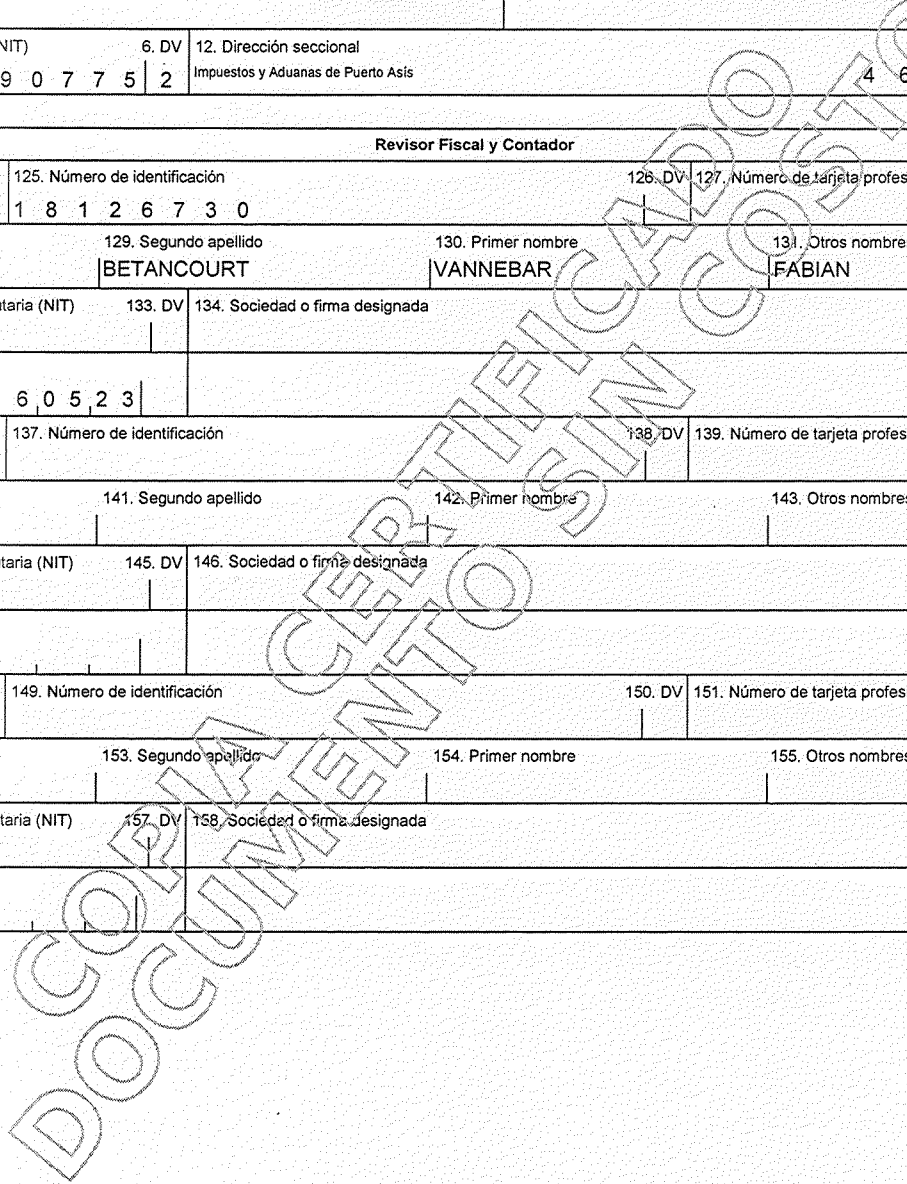 NIT) 6. DV 12. Dirección seccional
9 0 7 7 5 2 Impuestos y Aduanas de Puerto Asís 4 6
Revisor Fiscal y Contador
125. Número de identificación 126. DV 127. Número de tarjeta profes
1 8 1 2 6 7 3 0
129. Segundo apellido 130. Primer nombre 131. Otros nombres
BETANCOURT VANNEBAR FABIAN
utaria (NIT) 133. DV 134. Sociedad o firma designada
6 0 5 2 3
137. Número de identificación 138. DV 139. Número de tarjeta profes
141. Segundo apellido 142. Primer nombre 143. Otros nombres
utaria (NIT) 145. DV 146. Sociedad o firma designada
149. Número de identificación 150. DV 151. Número de tarjeta profes
153. Segundo apellido 154. Primer nombre 155. Otros nombres
taria (NIT) 157. DV 158. Sociedad o firma designada
COPIA CERTIFICADO
DOCUMENTO SIN COSTO